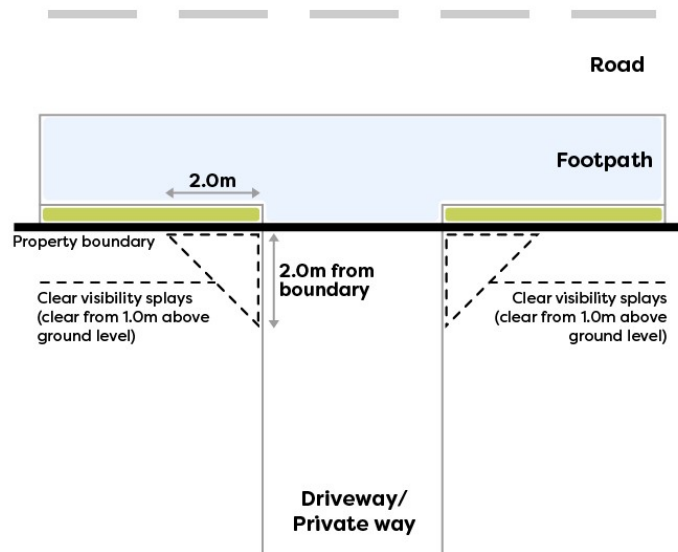 Road
Footpath
2.0m
Property boundary
2.0m from
boundary
Clear visibility splays
(clear from 1.0m above
ground level)
Clear visibility splays
(clear from 1.0m above
ground level)
Driveway/
Private way